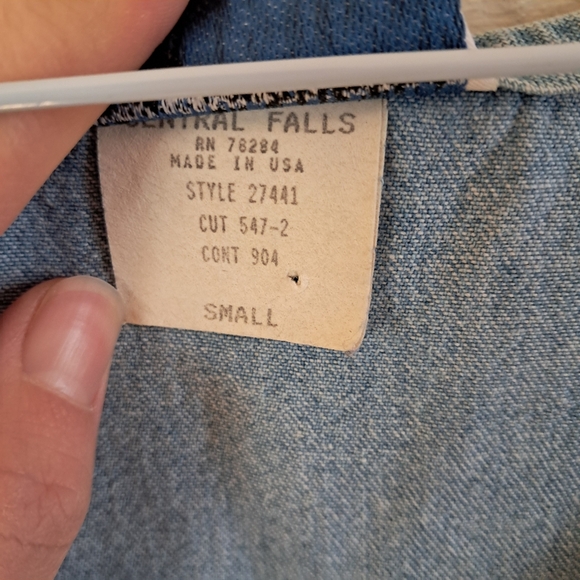 CENTRAL FALLS
RN 78284
MADE IN USA
STYLE 27441
CUT 547-2
CONT 904
SMALL